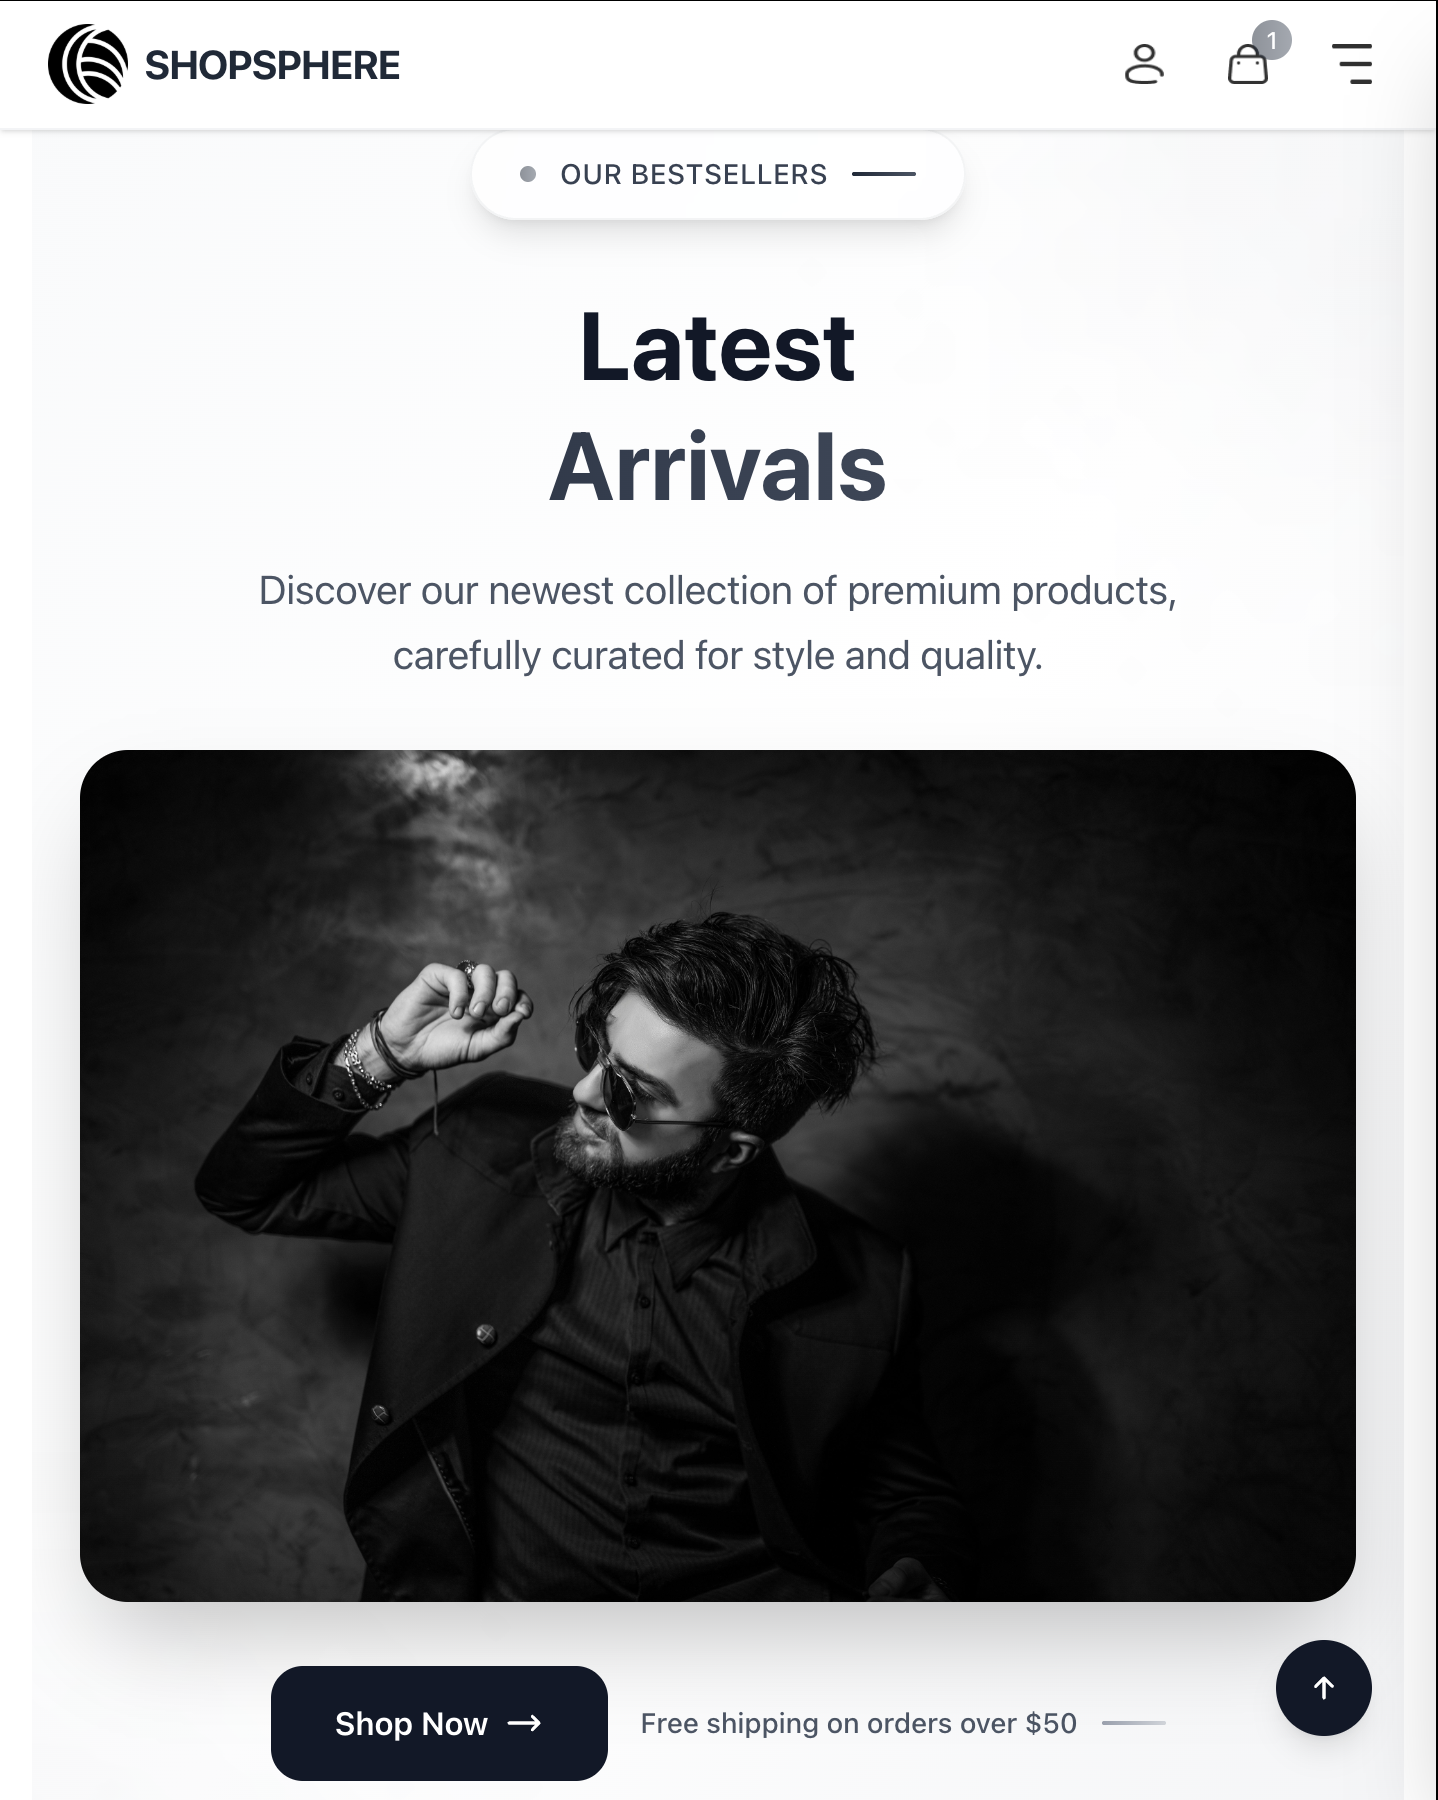 SHOPSPHERE
1
OUR BESTSELLERS
Latest
Arrivals
Discover our newest collection of premium products,
carefully curated for style and quality.
Shop Now
Free shipping on orders over $50